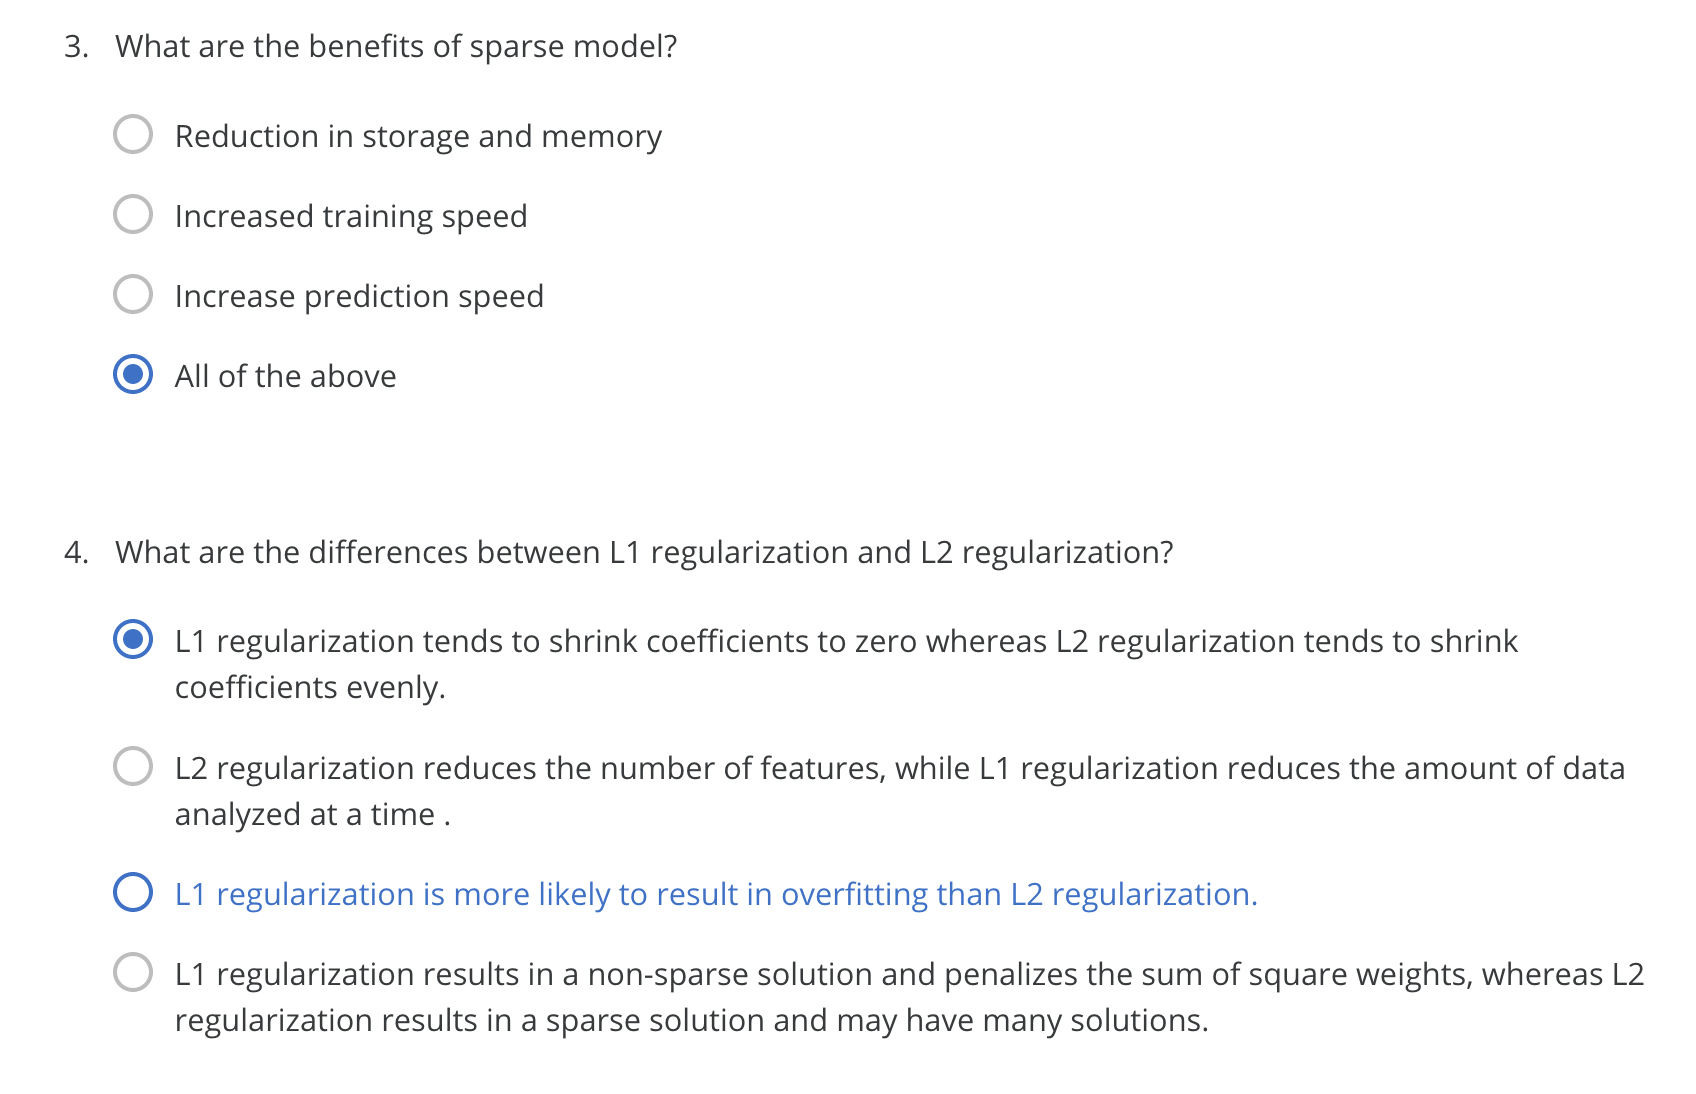 3. What are the benefits of sparse model?
Reduction in storage and memory
Increased training speed
Increase prediction speed
All of the above
4. What are the differences between L1 regularization and L2 regularization?
L1 regularization tends to shrink coefficients to zero whereas L2 regularization tends to shrink
coefficients evenly.
L2 regularization reduces the number of features, while L1 regularization reduces the amount of data
analyzed at a time .
L1 regularization is more likely to result in overfitting than L2 regularization.
L1 regularization results in a non-sparse solution and penalizes the sum of square weights, whereas L2
regularization results in a sparse solution and may have many solutions.